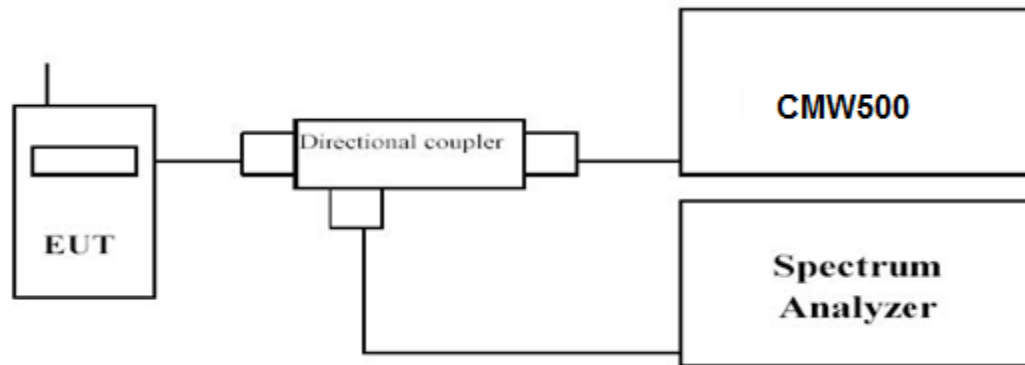 CMW500
Directional coupler
EUT
Spectrum
Analyzer